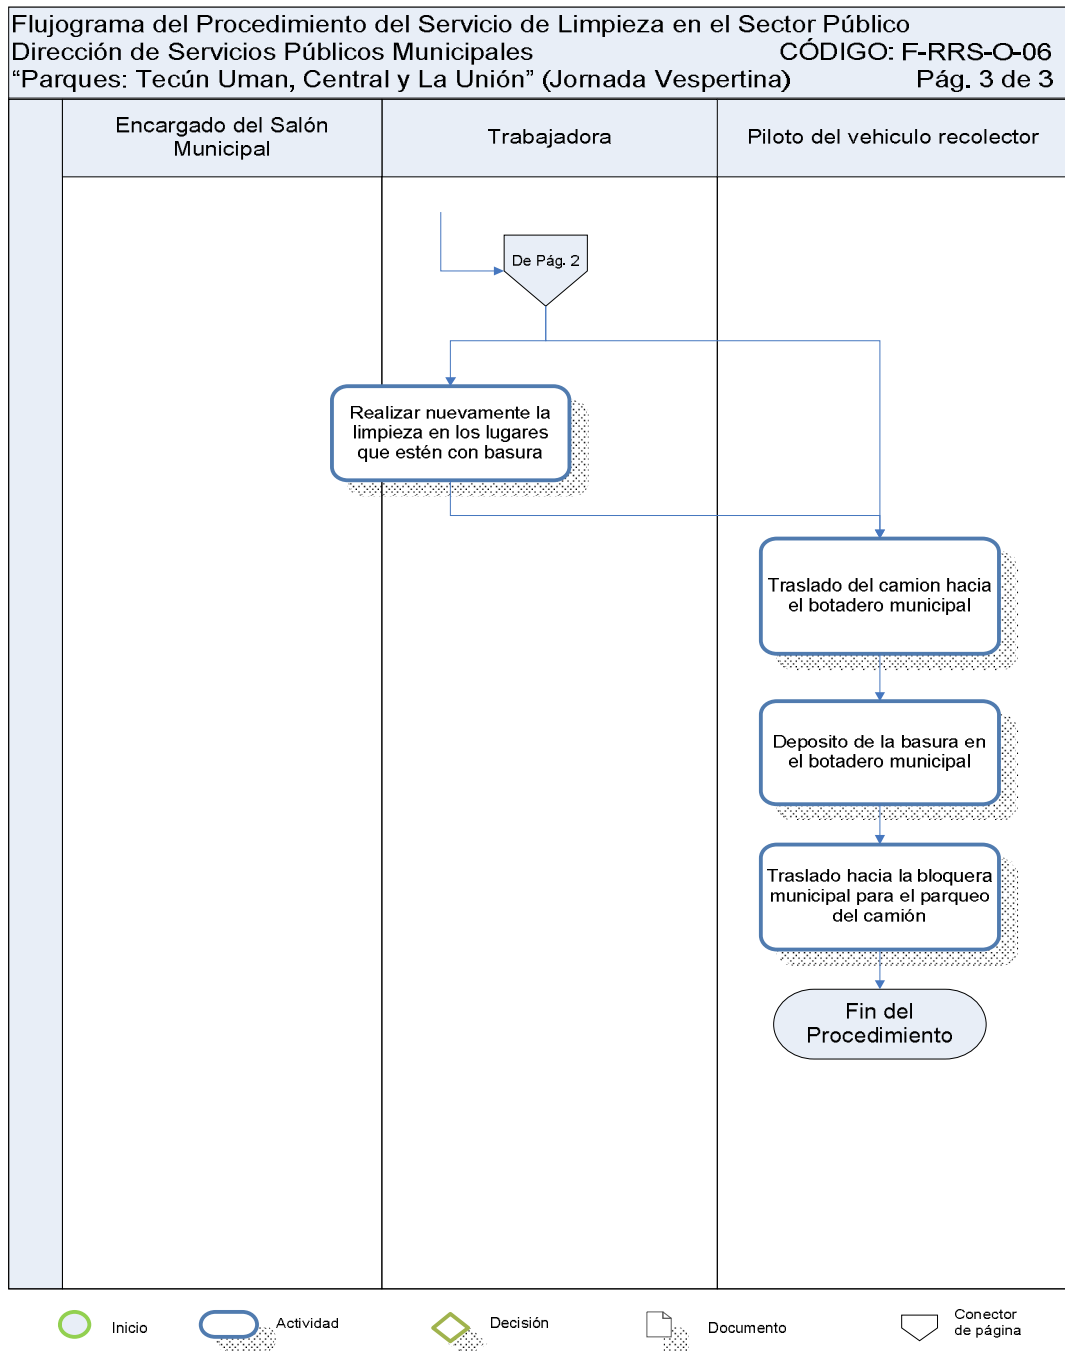 Flujograma del Procedimiento del Servicio de Limpieza en el Sector Público
Dirección de Servicios Públicos Municipales CÓDIGO: F-RRS-O-06
“Parques: Tecún Uman, Central y La Unión” (Jornada Vespertina) Pág. 3 de 3
Encargado del Salón
Municipal
Trabajadora
Piloto del vehiculo recolector
De Pág. 2
Realizar nuevamente la
limpieza en los lugares
que estén con basura
Traslado del camion hacia
el botadero municipal
Deposito de la basura en
el botadero municipal
Traslado hacia la bloquera
municipal para el parqueo
del camión
Fin del
Procedimiento
Inicio
Actividad
Decisión
Documento
Conector
de página